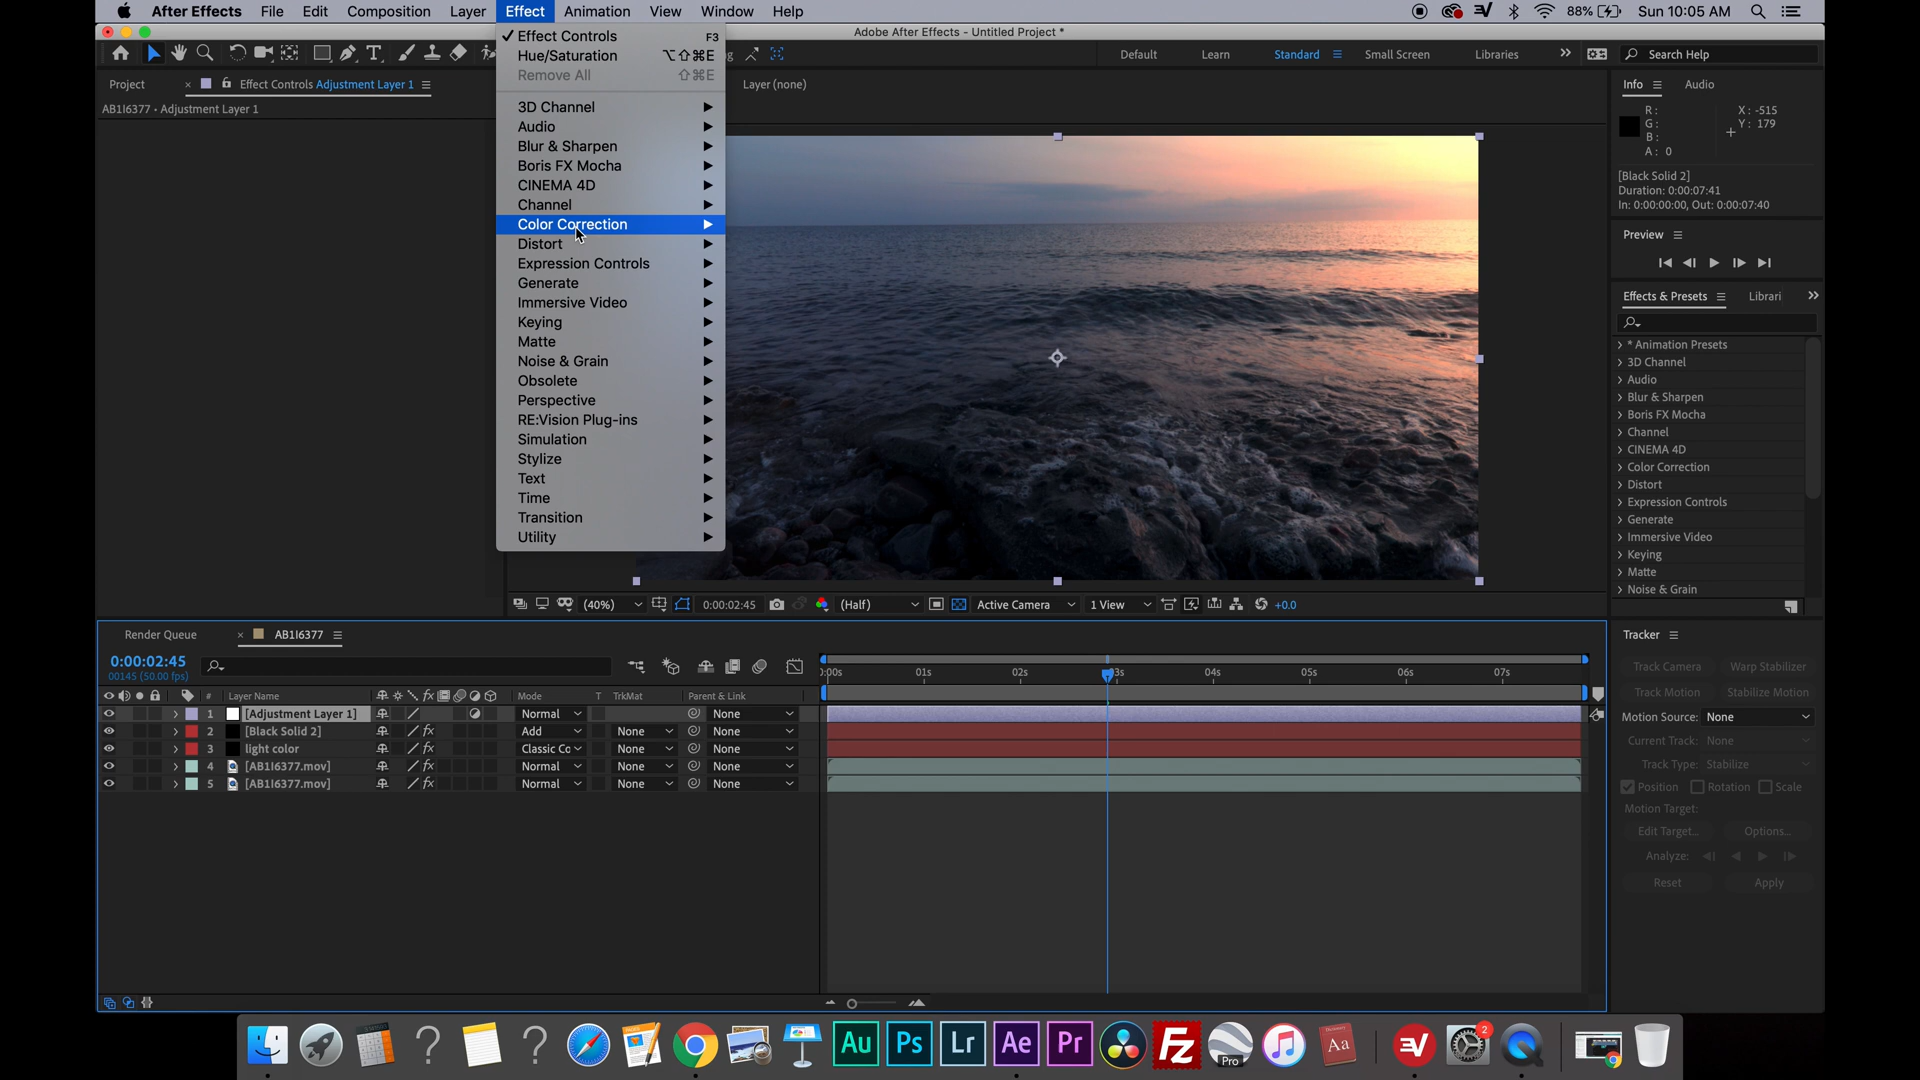 After Effects File Edit Composition Layer Effect Animation View Window Help 88% Sun 10:05 AM
Adobe After Effects - Untitled Project *
Default Learn Standard Small Screen Libraries Search Help
Project × Effect Controls Adjustment Layer 1 Layer (none)
AB1I6377 • Adjustment Layer 1
✓ Effect Controls F3
Hue/Saturation ⌥⇧⌘E
Remove All ⇧⌘E
3D Channel
Audio
Blur & Sharpen
Boris FX Mocha
CINEMA 4D
Channel
Color Correction
Distort
Expression Controls
Generate
Immersive Video
Keying
Matte
Noise & Grain
Obsolete
Perspective
RE:Vision Plug-ins
Simulation
Stylize
Text
Time
Transition
Utility
Info Audio
R: X: -515
G: Y: 179
B:
A: 0
[Black Solid 2]
Duration: 0:00:07:41
In: 0:00:00:00, Out: 0:00:07:40
Preview
Effects & Presets Librari
* Animation Presets
3D Channel
Audio
Blur & Sharpen
Boris FX Mocha
Channel
CINEMA 4D
Color Correction
Distort
Expression Controls
Generate
Immersive Video
Keying
Matte
Noise & Grain
(40%) 0:00:02:45 (Half) Active Camera 1 View +0.0
Render Queue × AB1I6377
0:00:02:45
00145 (50.00 fps)
:00s 01s 02s 03s 04s 05s 06s 07s
# Layer Name Mode T TrkMat Parent & Link
1 [Adjustment Layer 1] Normal None
2 [Black Solid 2] Add None None
3 light color Classic Co None None
4 [AB1I6377.mov] Normal None None
5 [AB1I6377.mov] Normal None None
Tracker
Track Camera Warp Stabilizer
Track Motion Stabilize Motion
Motion Source: None
Current Track: None
Track Type: Stabilize
Position Rotation Scale
Motion Target:
Edit Target... Options...
Analyze:
Reset Apply
Au Ps Lr Ae Pr Fz Pro Aa 2